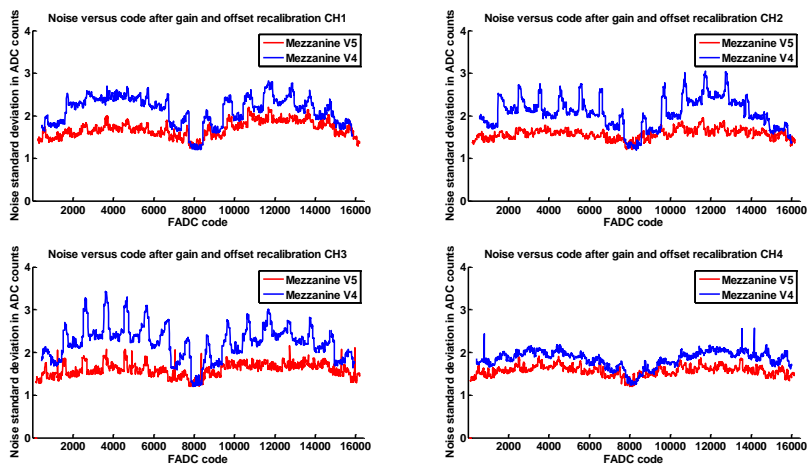 Noise versus code after gain and offset recalibration CH1
Noise standard deviation in ADC counts
4
3
2
1
0
Mezzanine V5
Mezzanine V4
2000 4000 6000 8000 10000 12000 14000 16000
FADC code
Noise versus code after gain and offset recalibration CH2
Noise standard deviation in ADC counts
4
3
2
1
0
Mezzanine V5
Mezzanine V4
2000 4000 6000 8000 10000 12000 14000 16000
FADC code
Noise versus code after gain and offset recalibration CH3
Noise standard deviation in ADC counts
4
3
2
1
0
Mezzanine V5
Mezzanine V4
2000 4000 6000 8000 10000 12000 14000 16000
FADC code
Noise versus code after gain and offset recalibration CH4
Noise standard deviation in ADC counts
4
3
2
1
0
Mezzanine V5
Mezzanine V4
2000 4000 6000 8000 10000 12000 14000 16000
FADC code